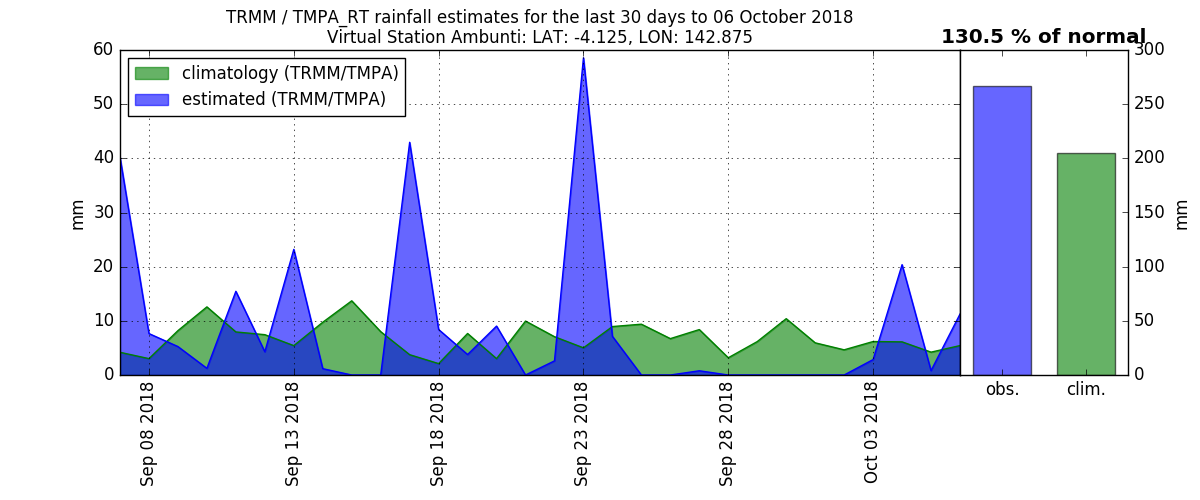 TRMM / TMPA_RT rainfall estimates for the last 30 days to 06 October 2018
Virtual Station Ambunti: LAT: -4.125, LON: 142.875
130.5 % of normal
climatology (TRMM/TMPA)
estimated (TRMM/TMPA)
60
50
40
30
20
10
0
mm
Sep 08 2018
Sep 13 2018
Sep 18 2018
Sep 23 2018
Sep 28 2018
Oct 03 2018
obs.
clim.
300
250
200
150
100
50
0
mm